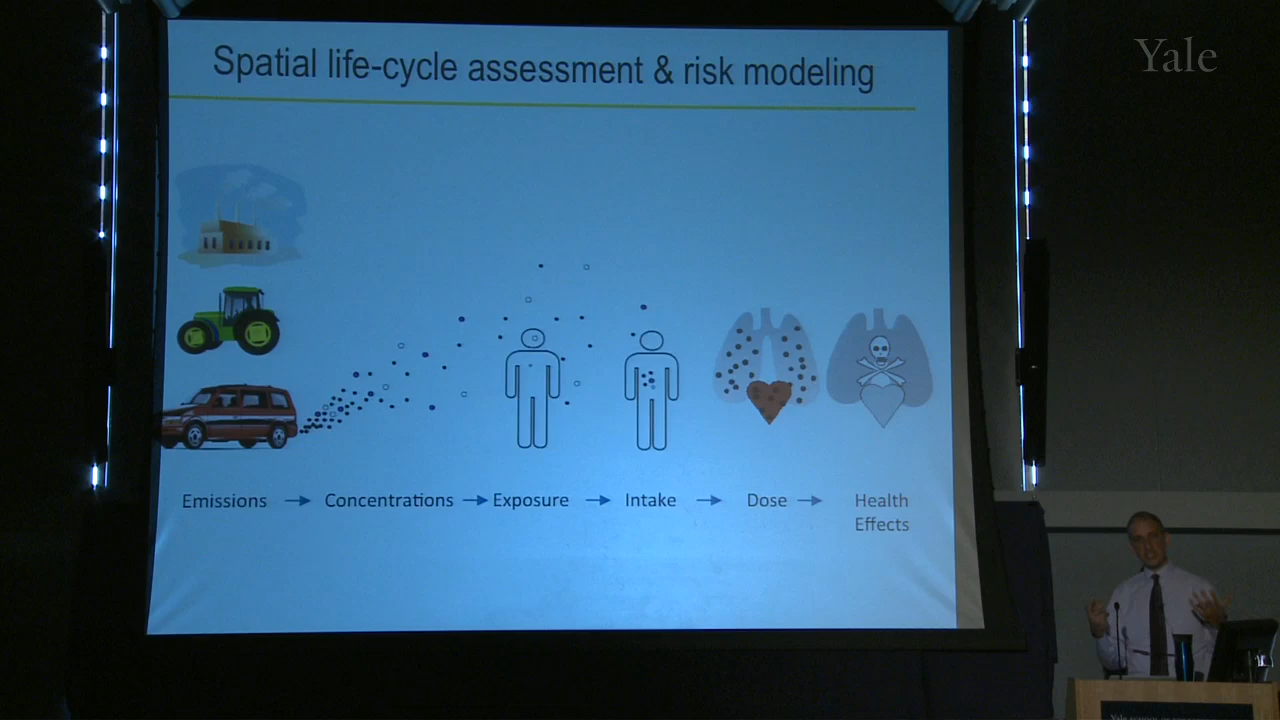 Yale
Spatial life-cycle assessment & risk modeling
Emissions
Concentrations
Exposure
Intake
Dose
Health
Effects